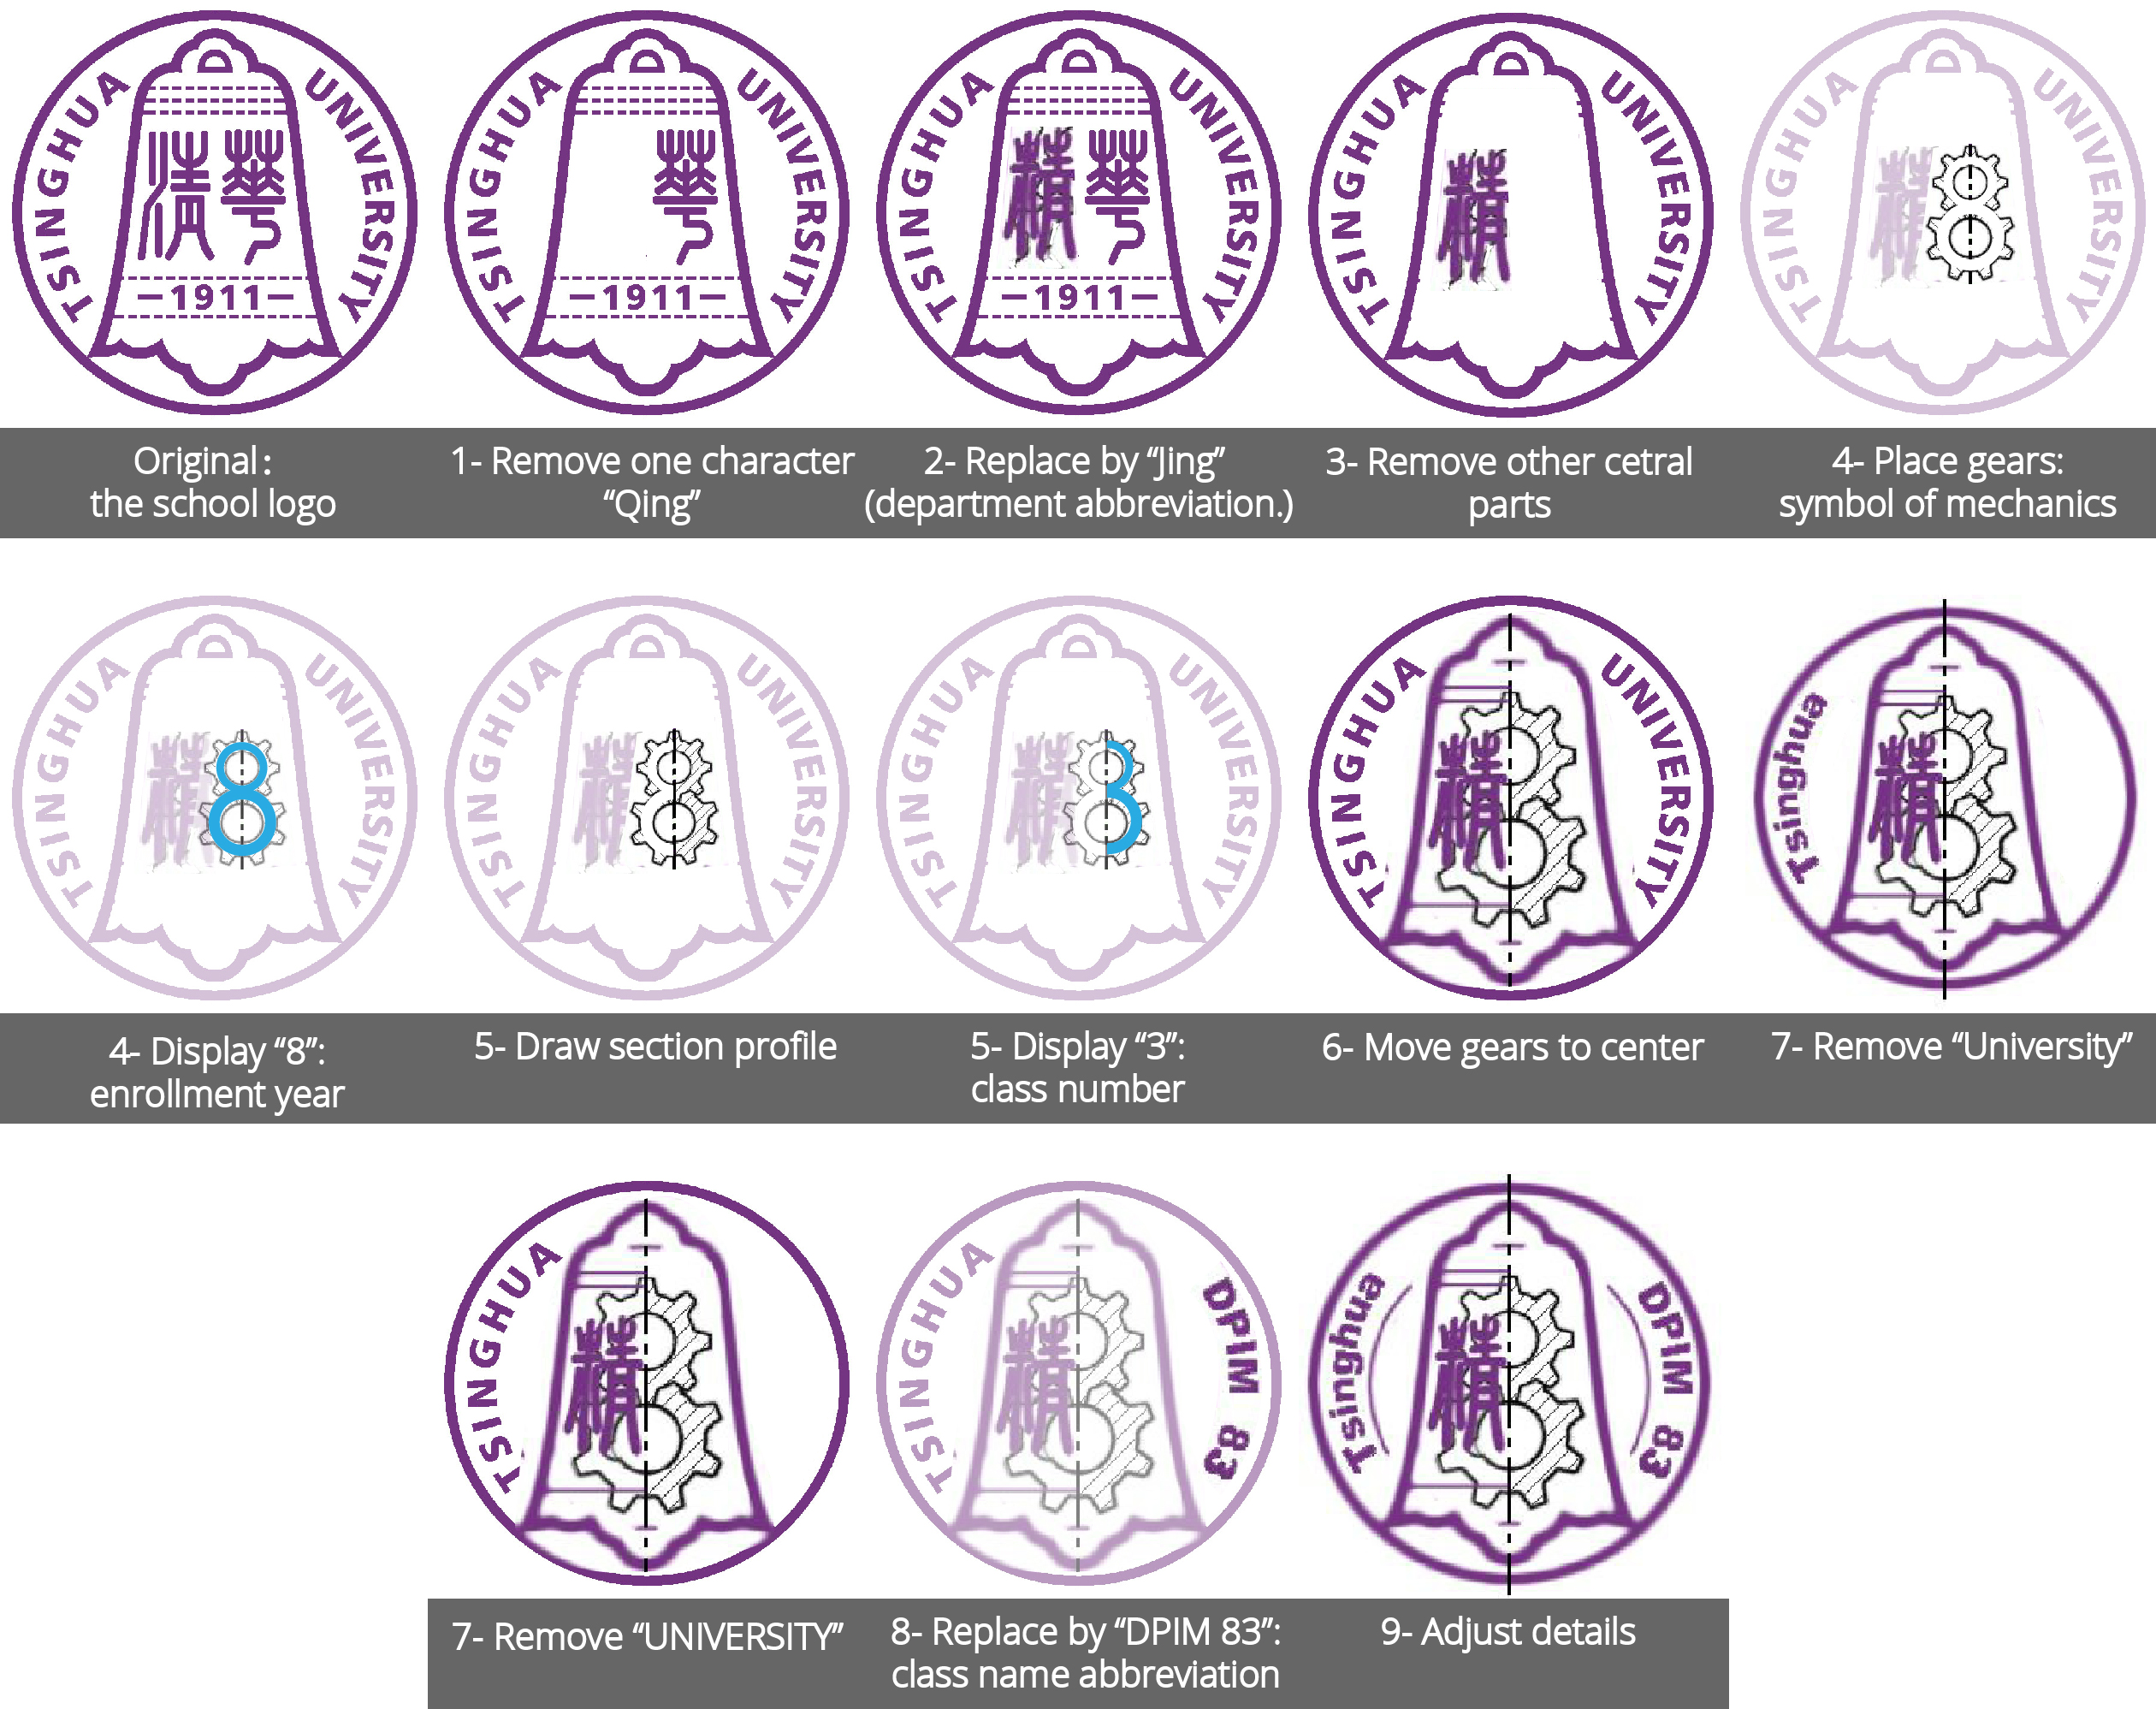 TSINGHUA UNIVERSITY
清華
1911
TSINGHUA UNIVERSITY
華
1911
TSINGHUA UNIVERSITY
精華
1911
TSINGHUA UNIVERSITY
精
TSINGHUA UNIVERSITY
精
Original:
the school logo
1- Remove one character
“Qing”
2- Replace by “Jing”
(department abbreviation.)
3- Remove other cetral
parts
4- Place gears:
symbol of mechanics
TSINGHUA UNIVERSITY
精
8
TSINGHUA UNIVERSITY
精
TSINGHUA UNIVERSITY
精
3
TSINGHUA UNIVERSITY
精
Tsinghua
精
4- Display “8”:
enrollment year
5- Draw section profile
5- Display “3”:
class number
6- Move gears to center
7- Remove “University”
TSINGHUA
精
TSINGHUA
精
DPIM 83
Tsinghua
精
DPIM 83
7- Remove “UNIVERSITY”
8- Replace by “DPIM 83”:
class name abbreviation
9- Adjust details